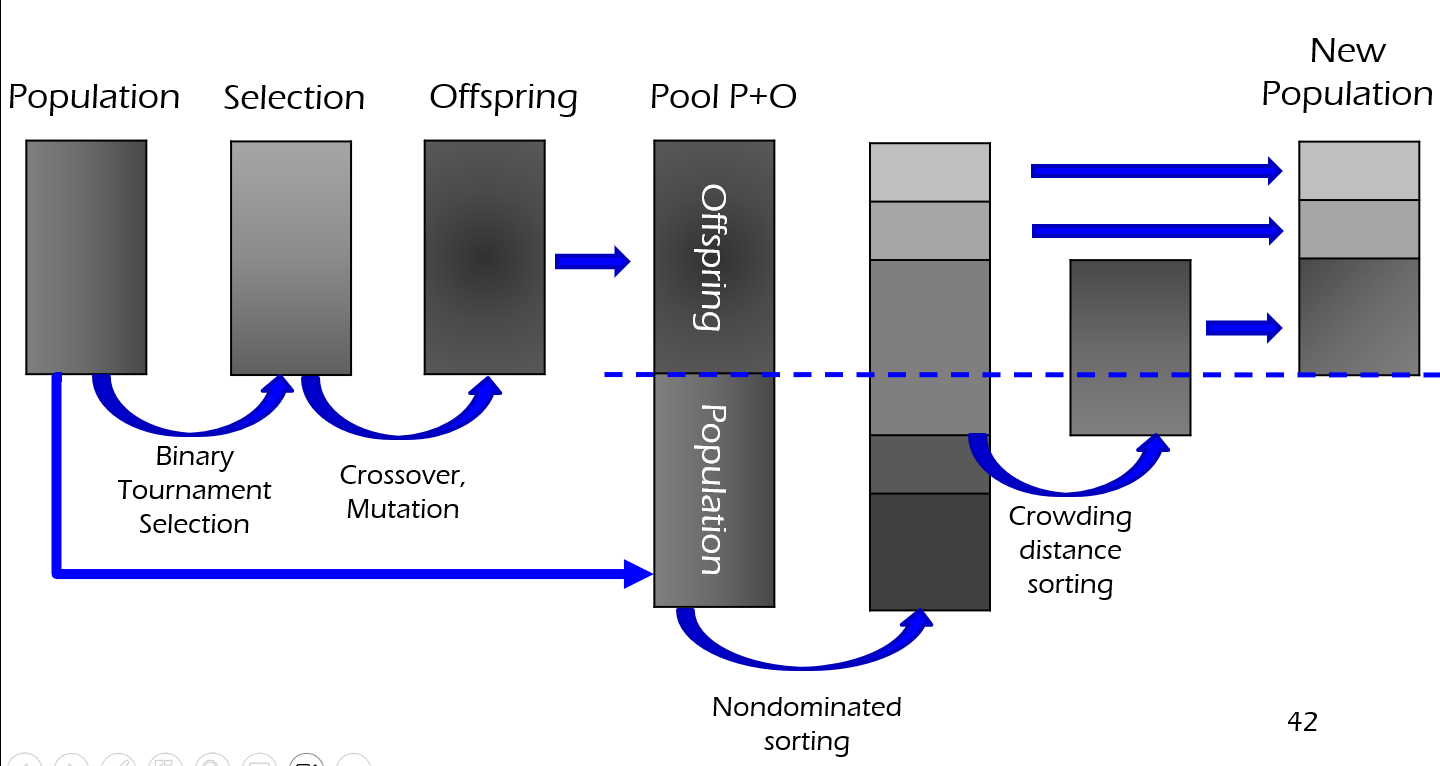 New
Population
Population
Selection
Offspring
Pool P+O
Offspring
Population
Binary
Tournament
Selection
Crossover,
Mutation
Crowding
distance
sorting
Nondominated
sorting
42